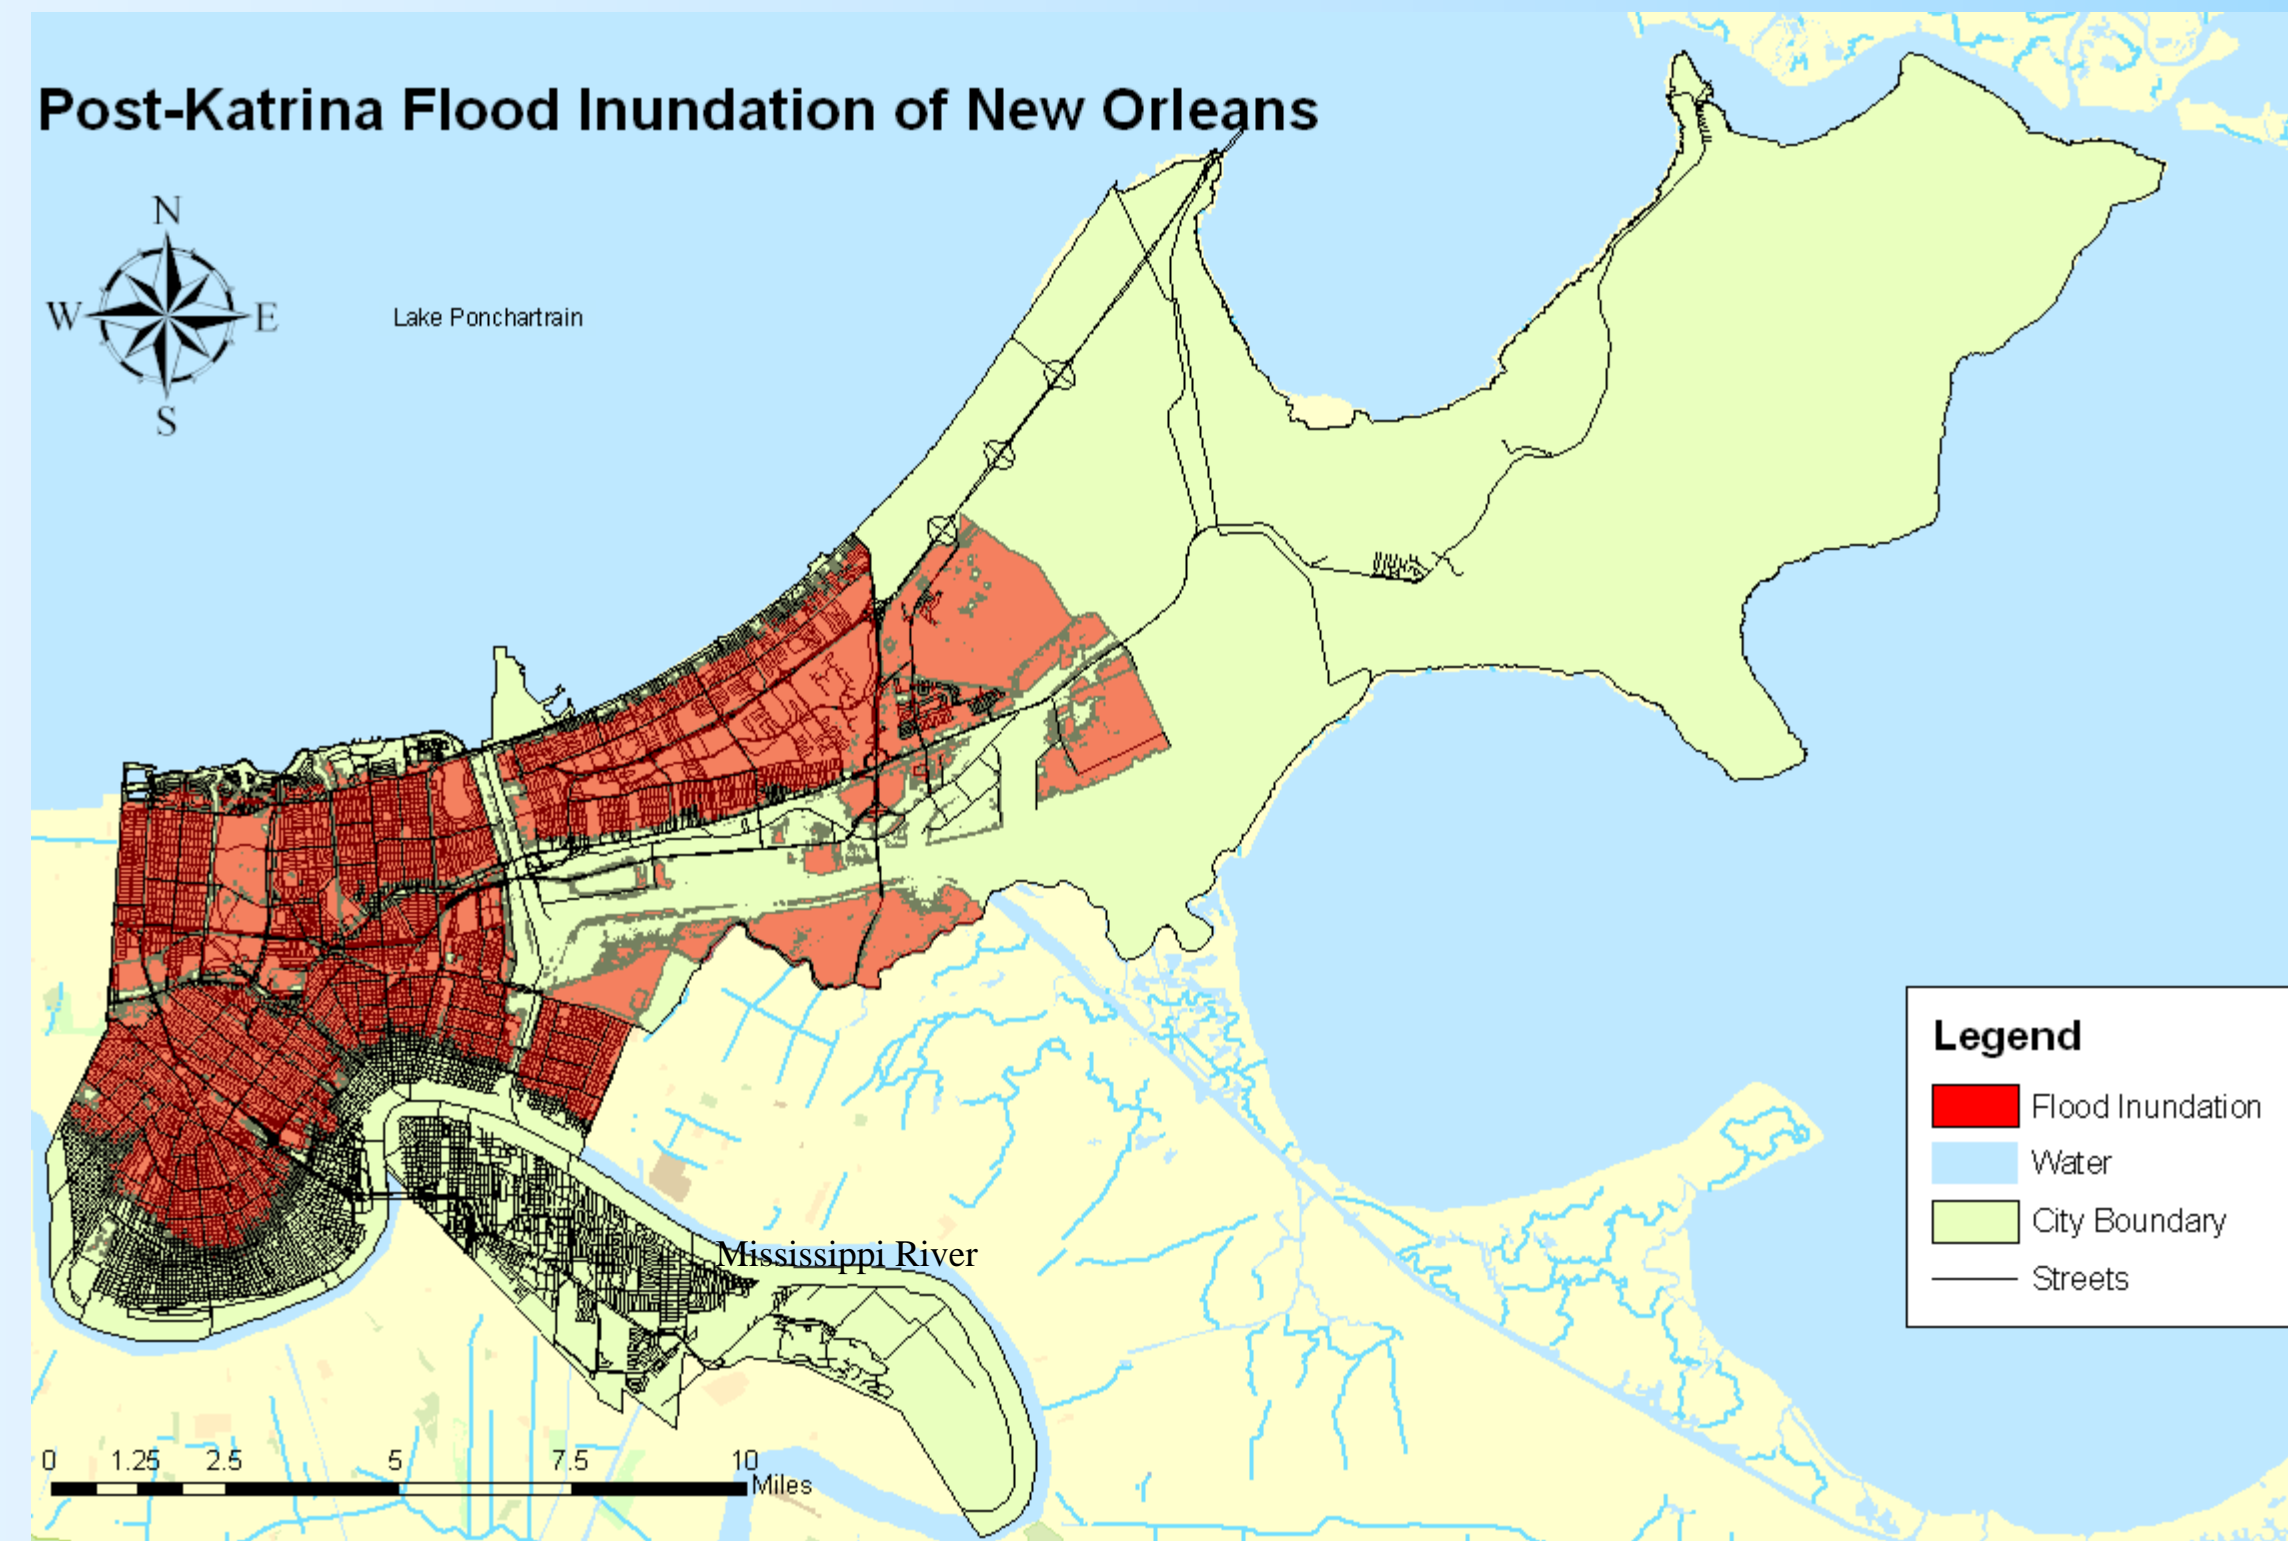 Post-Katrina Flood Inundation of New Orleans
N
W E
S
Lake Ponchartrain
Mississippi River
Legend
Flood Inundation
Water
City Boundary
Streets
0 1.25 2.5 5 7.5 10
Miles